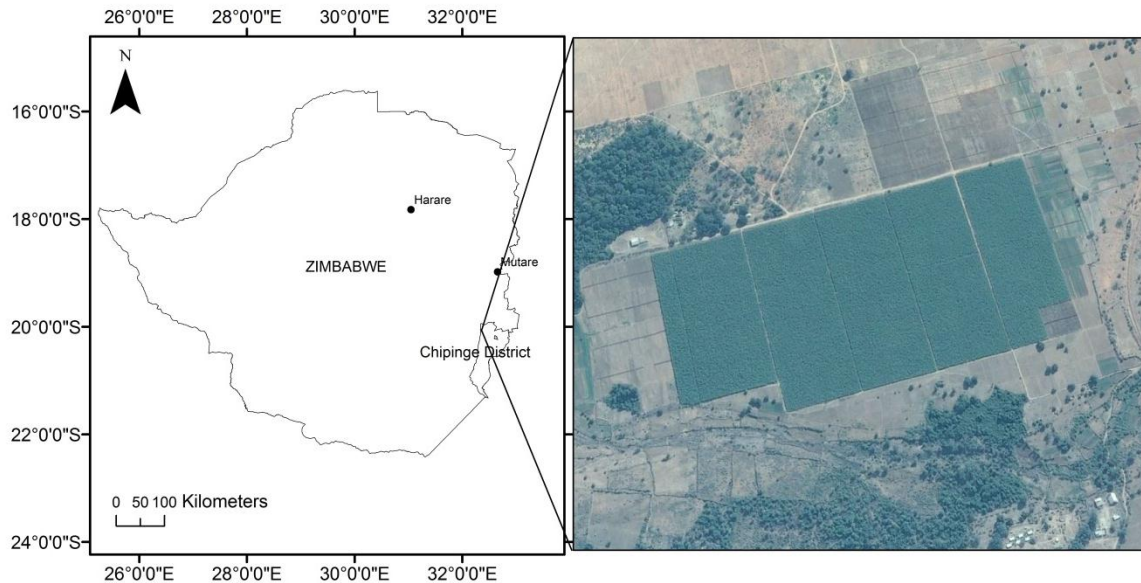 26°0'0"E 28°0'0"E 30°0'0"E 32°0'0"E
N
16°0'0"S
18°0'0"S
20°0'0"S
22°0'0"S
24°0'0"S
Harare
ZIMBABWE
Mutare
Chipinge District
0 50 100 Kilometers
26°0'0"E 28°0'0"E 30°0'0"E 32°0'0"E